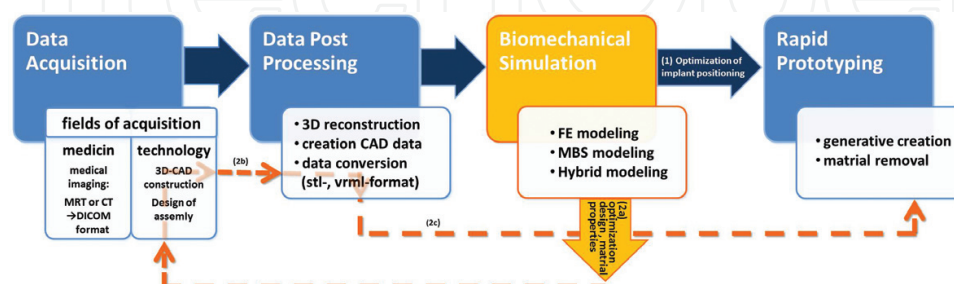 Data
Acquisition
Data Post
Processing
Biomechanical
Simulation
(1) Optimization of
implant positioning
Rapid
Prototyping
fields of acquisition
medicin
technology
medical
imaging:
MRT or CT
→DICOM
format
3D-CAD
construction
Design of
assemly
(2b)
• 3D reconstruction
• creation CAD data
• data conversion
(stl-, vrml-format)
• FE modeling
• MBS modeling
• Hybrid modeling
• generative creation
• matrial removal
(2c)
(2a)
optimization
design , matrial
properties